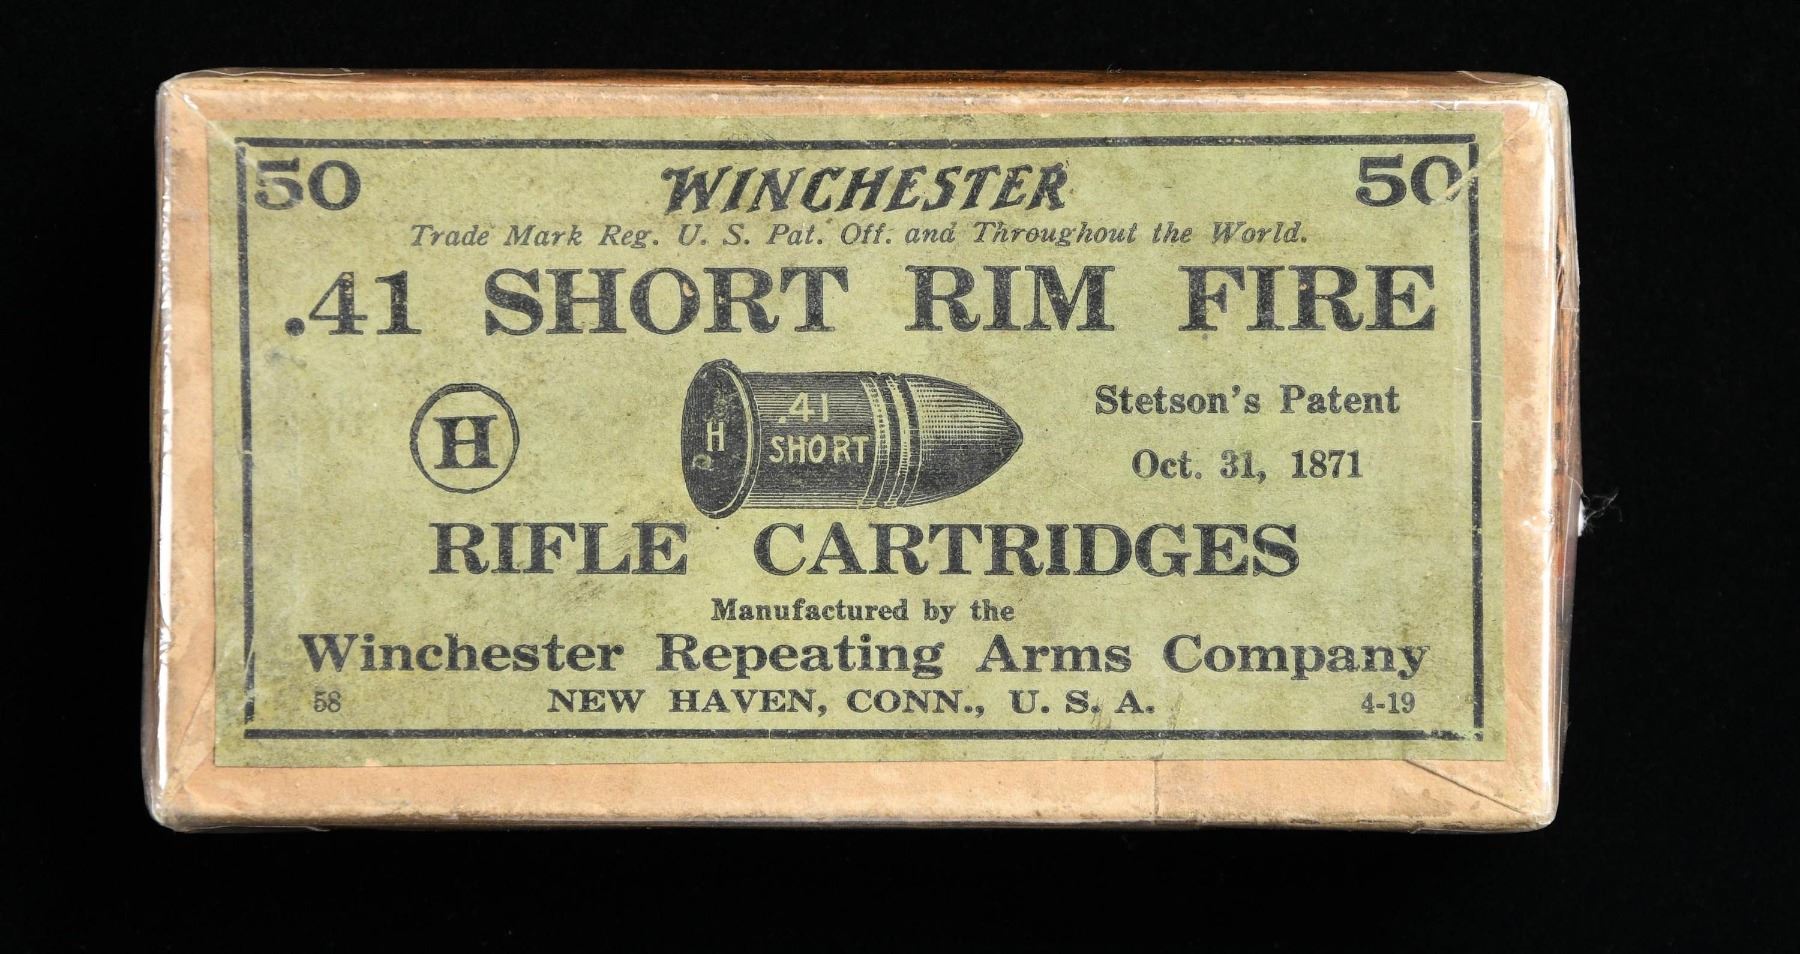 50 WINCHESTER 50
Trade Mark Reg. U. S. Pat. Off. and Throughout the World.
.41 SHORT RIM FIRE
H
H
.41
SHORT
Stetson's Patent
Oct. 31, 1871
RIFLE CARTRIDGES
Manufactured by the
Winchester Repeating Arms Company
58 NEW HAVEN, CONN., U. S. A. 4-19